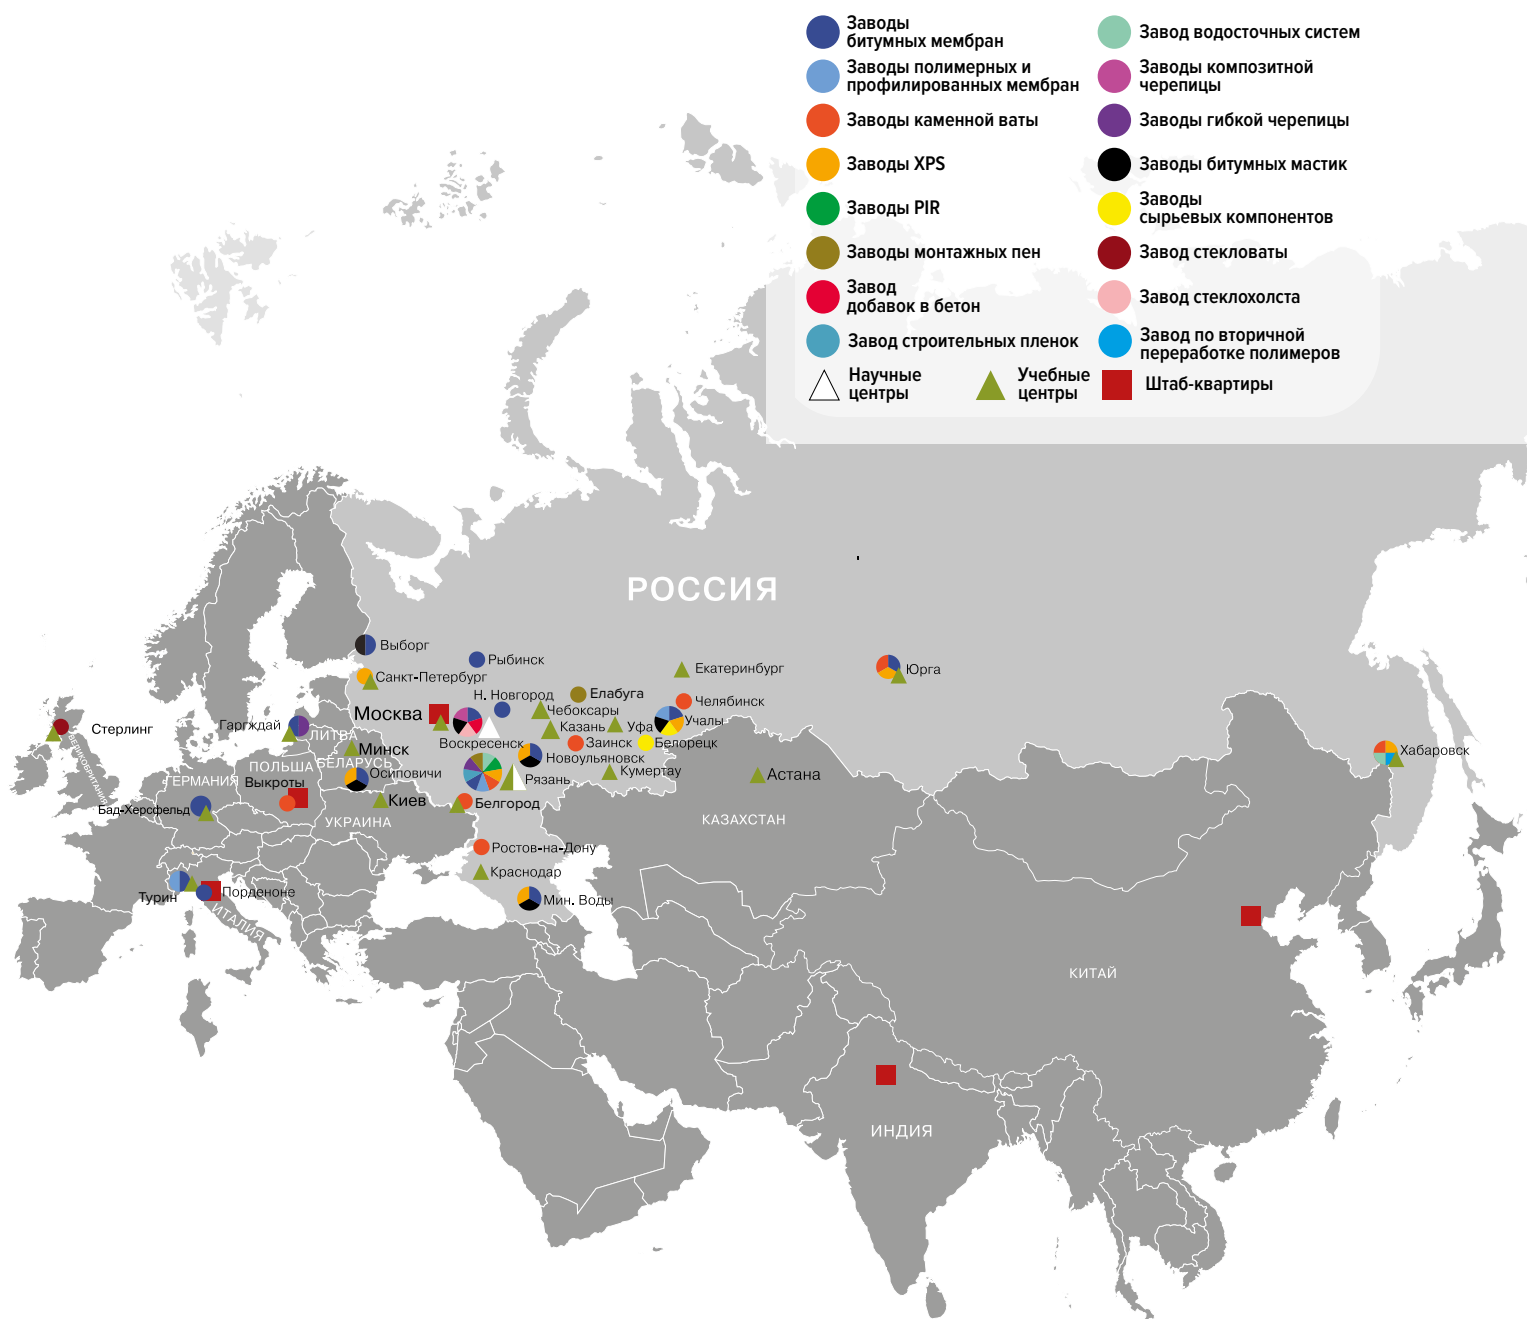 Заводы
битумных мембран
Завод водосточных систем
Заводы полимерных и
профилированных мембран
Заводы композитной
черепицы
Заводы каменной ваты
Заводы гибкой черепицы
Заводы XPS
Заводы битумных мастик
Заводы PIR
Заводы
сырьевых компонентов
Заводы монтажных пен
Завод стекловаты
Завод
добавок в бетон
Завод стеклохолста
Завод строительных пленок
Завод по вторичной
переработке полимеров
Научные
центры
Учебные
центры
Штаб-квартиры
РОССИЯ
Выборг
Рыбинск
Екатеринбург
Юрга
Санкт-Петербург
Н. Новгород
Елабуга
Челябинск
Москва
Чебоксары
Гаргждай
Стерлинг
Казань
Уфа
Учалы
ЛИТВА
Воскресенск
Заинск
Белорецк
Минск
Хабаровск
ВЕЛИКОБРИТАНИЯ
БЕЛАРУСЬ
Новоульяновск
ПОЛЬША
Осиповичи
Кумертау
Астана
ГЕРМАНИЯ
Выкроты
Рязань
Киев
Белгород
Бад-Херсфельд
УКРАИНА
КАЗАХСТАН
Ростов-на-Дону
Краснодар
Турин
Порденоне
Мин. Воды
ИТАЛИЯ
КИТАЙ
ИНДИЯ